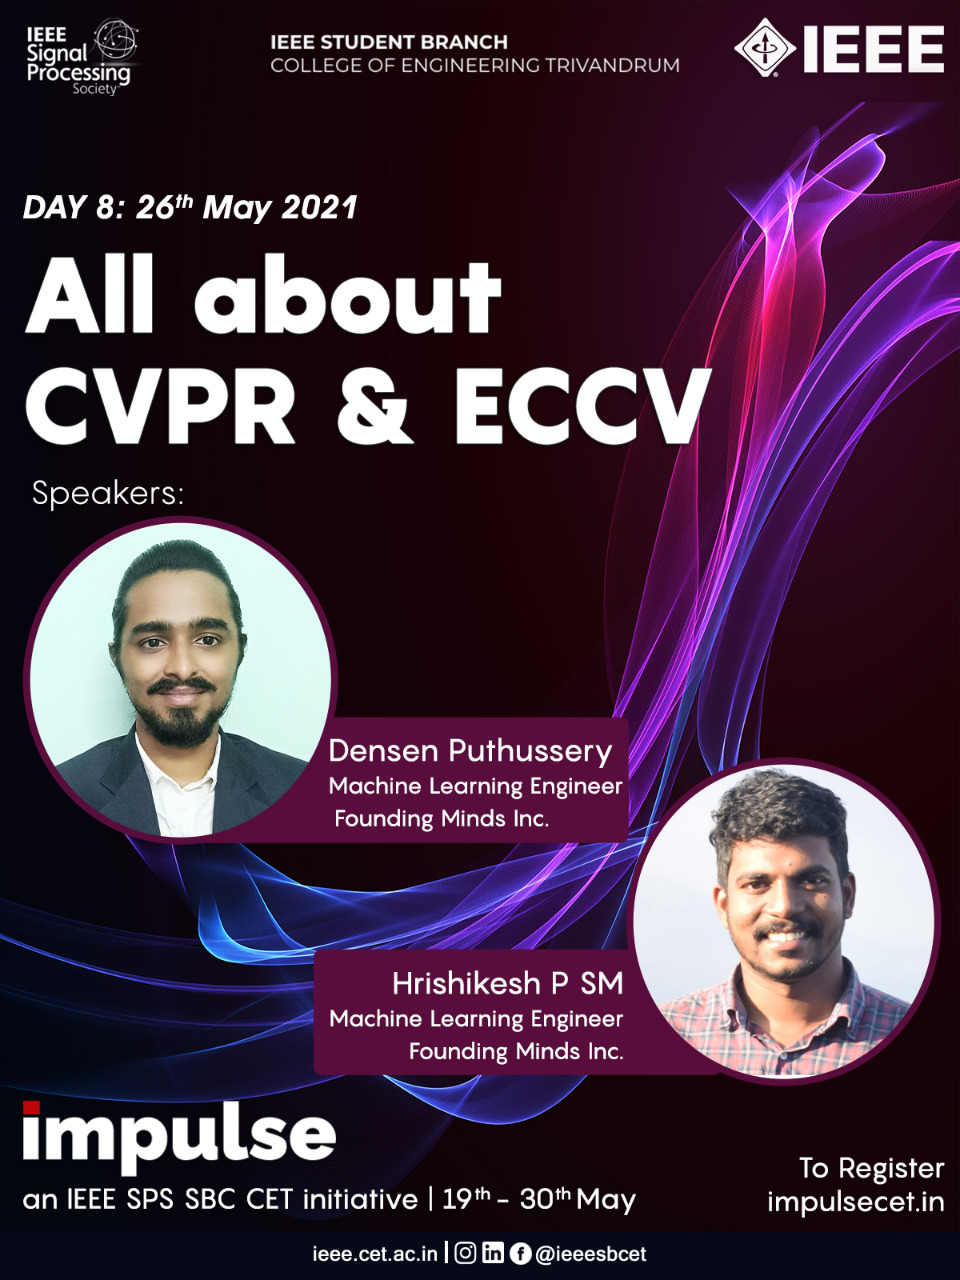 IEEE
Signal
Processing
Society
IEEE STUDENT BRANCH
COLLEGE OF ENGINEERING TRIVANDRUM
IEEE
DAY 8: 26th May 2021
All about
CVPR & ECCV
Speakers:
Densen Puthussery
Machine Learning Engineer
Founding Minds Inc.
Hrishikesh P SM
Machine Learning Engineer
Founding Minds Inc.
impulse
an IEEE SPS SBC CET initiative | 19th - 30th May
To Register
impulsecet.in
ieee.cet.ac.in | @ieeesbcet